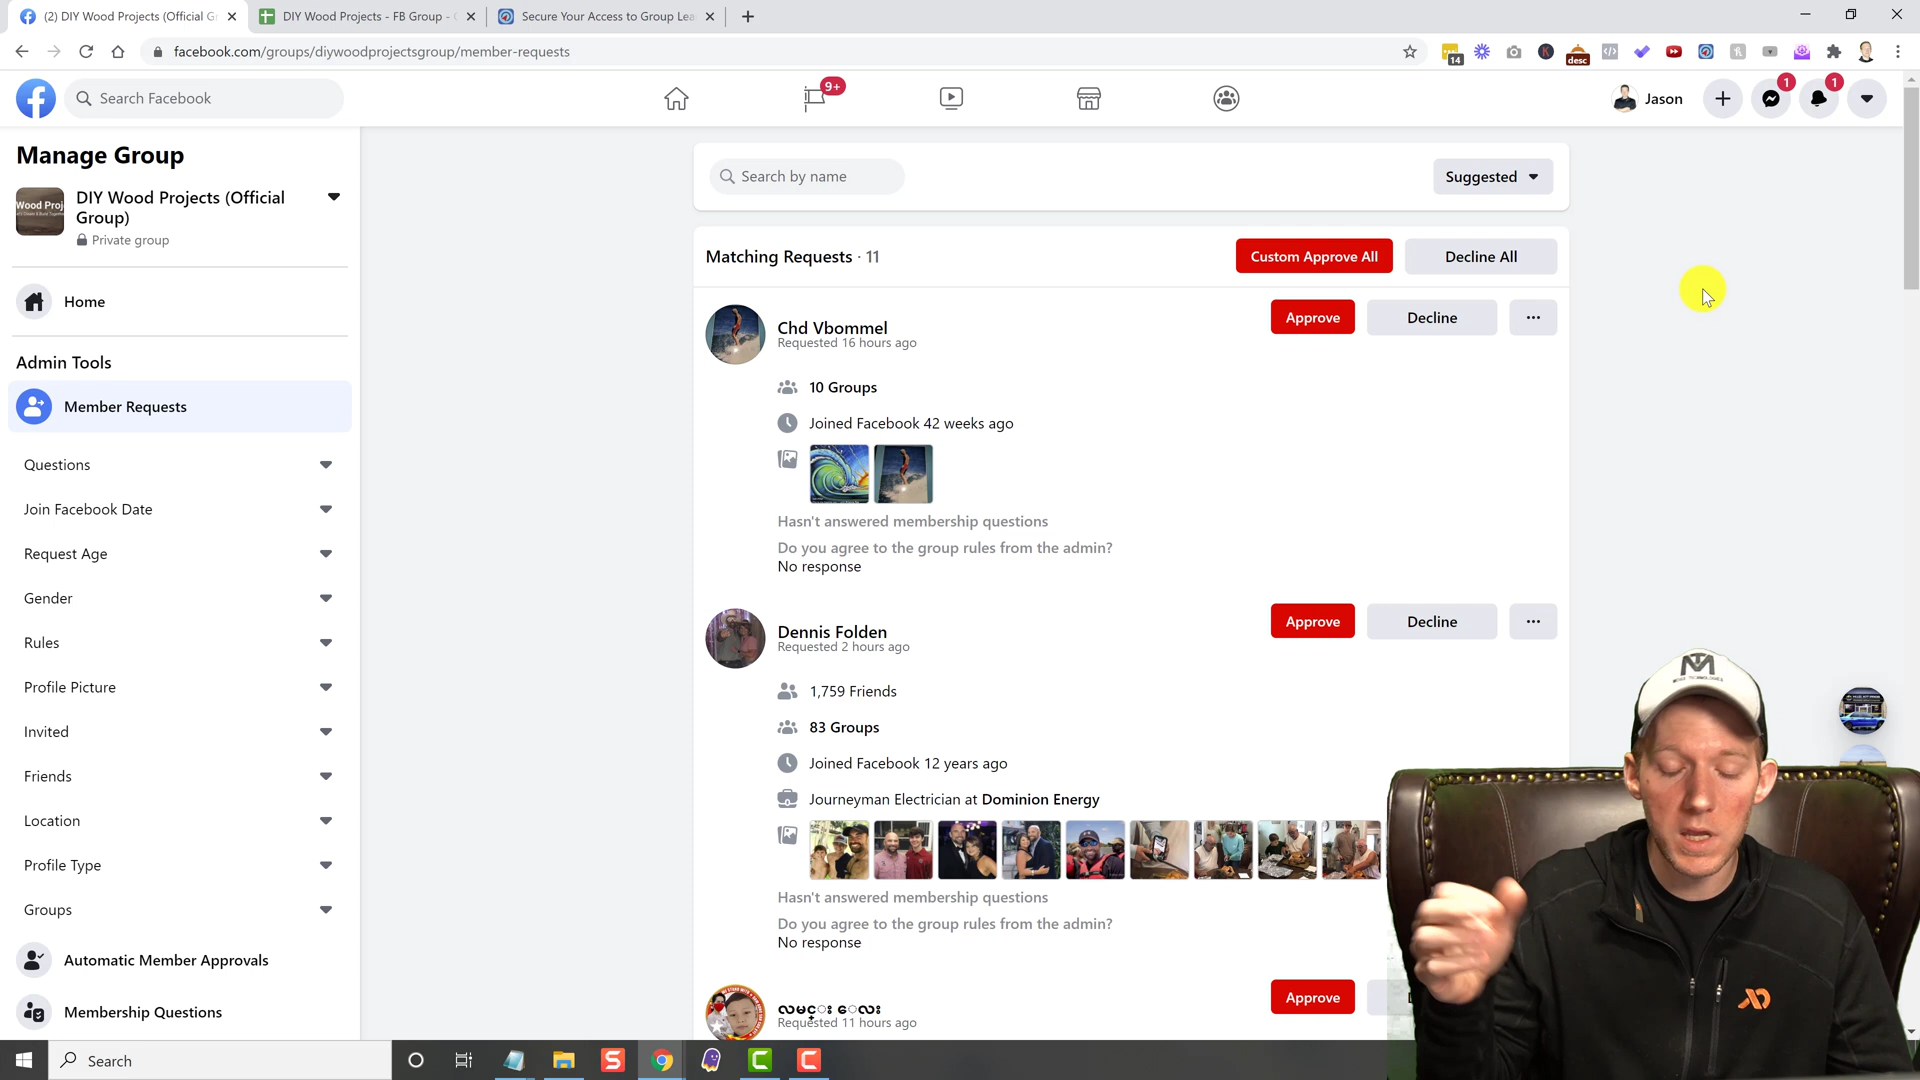 (2) DIY Wood Projects (Official Gr
DIY Wood Projects - FB Group -
Secure Your Access to Group Lea
facebook.com/groups/diywoodprojectsgroup/member-requests
14
desc
Search Facebook
9+
Jason
1
1
Manage Group
DIY Wood Projects (Official Group)
Private group
Home
Admin Tools
Member Requests
Questions
Join Facebook Date
Request Age
Gender
Rules
Profile Picture
Invited
Friends
Location
Profile Type
Groups
Automatic Member Approvals
Membership Questions
Search by name
Suggested
Matching Requests · 11
Custom Approve All
Decline All
Chd Vbommel
Requested 16 hours ago
Approve
Decline
10 Groups
Joined Facebook 42 weeks ago
Hasn't answered membership questions
Do you agree to the group rules from the admin?
No response
Dennis Folden
Requested 2 hours ago
Approve
Decline
1,759 Friends
83 Groups
Joined Facebook 12 years ago
Journeyman Electrician at Dominion Energy
Hasn't answered membership questions
Do you agree to the group rules from the admin?
No response
Requested 11 hours ago
Approve
Search